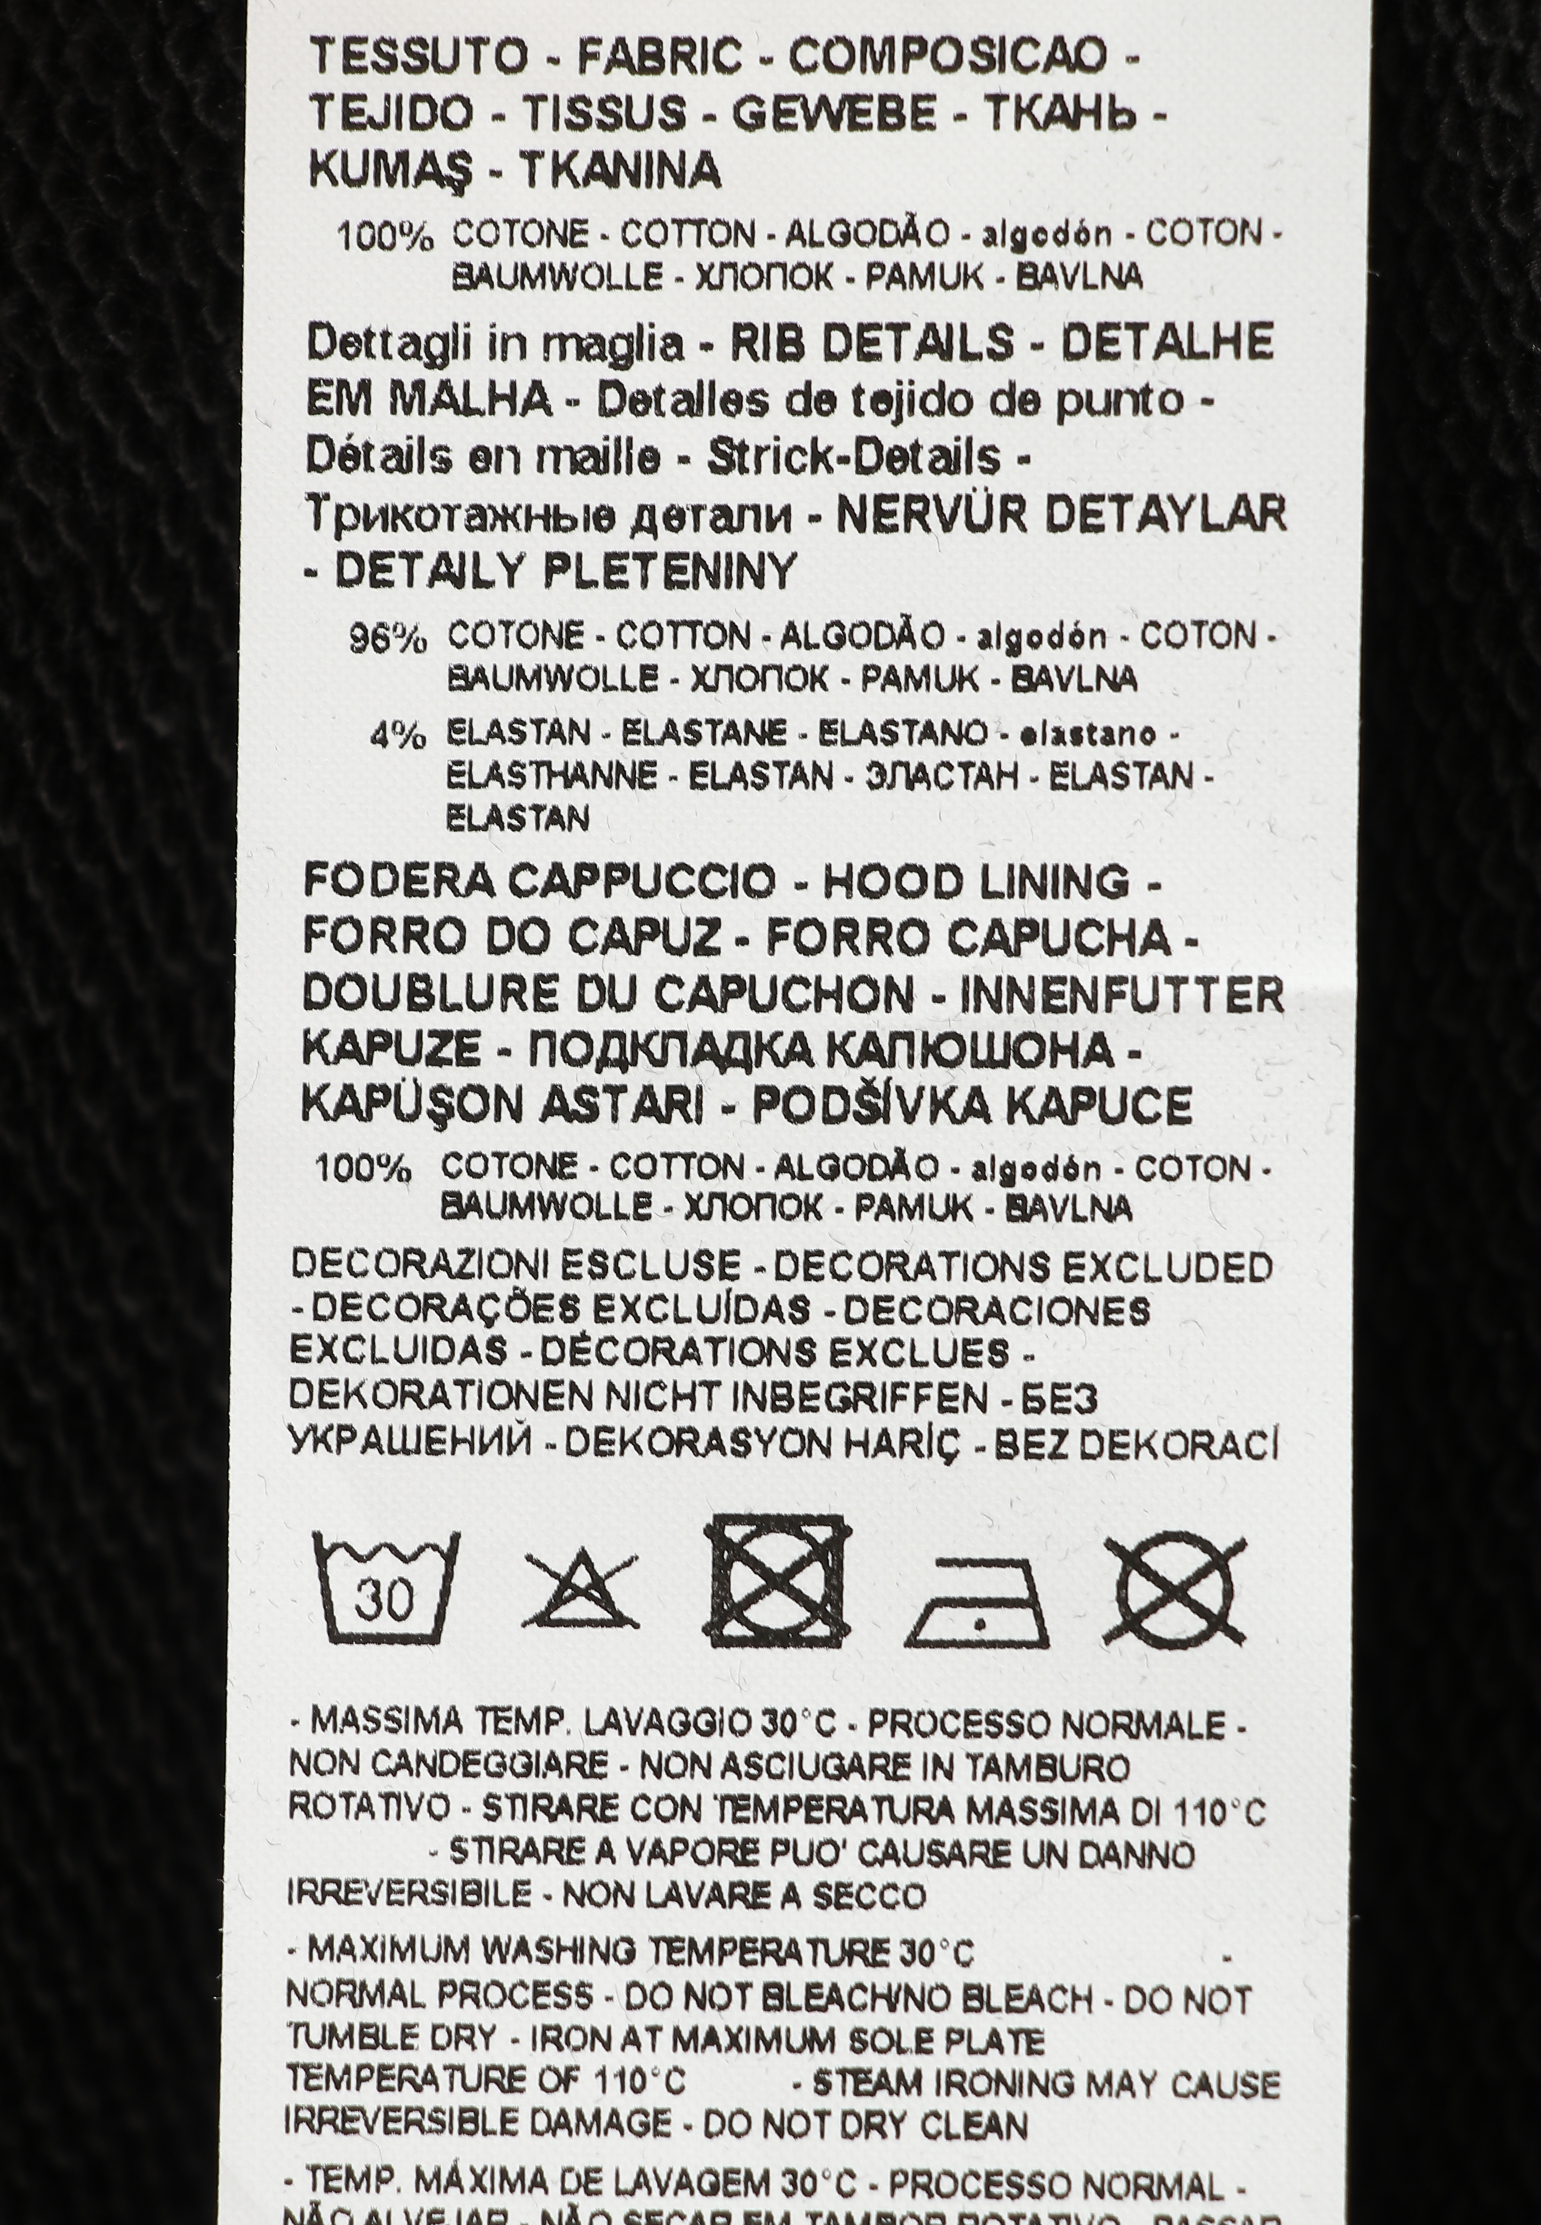 TESSUTO - FABRIC - COMPOSICAO -
TEJIDO - TISSUS - GEWEBE - ТКАНЬ -
KUMAŞ - TKANINA
100% COTONE - COTTON - ALGODÃO - algodón - COTON -
BAUMWOLLE - ХЛОПОК - PAMUK - BAVLNA
Dettagli in maglia - RIB DETAILS - DETALHE
EM MALHA - Detalles de tejido de punto -
Détails en maille - Strick-Details -
Трикотажные детали - NERVÜR DETAYLAR
- DETAILY PLETENINY
96% COTONE - COTTON - ALGODÃO - algodón - COTON -
BAUMWOLLE - ХЛОПОК - PAMUK - BAVLNA
4% ELASTAN - ELASTANE - ELASTANO - elastano -
ELASTHANNE - ELASTAN - ЭЛАСТАН - ELASTAN -
ELASTAN
FODERA CAPPUCCIO - HOOD LINING -
FORRO DO CAPUZ - FORRO CAPUCHA -
DOUBLURE DU CAPUCHON - INNENFUTTER
KAPUZE - ПОДКЛАДКА КАПЮШОНА -
KAPÜŞON ASTARI - PODŠÍVKA KAPUCE
100% COTONE - COTTON - ALGODÃO - algodón - COTON -
BAUMWOLLE - ХЛОПОК - PAMUK - BAVLNA
DECORAZIONI ESCLUSE - DECORATIONS EXCLUDED
- DECORAÇÕES EXCLUÍDAS - DECORACIONES
EXCLUIDAS - DÉCORATIONS EXCLUES -
DEKORATIONEN NICHT INBEGRIFFEN - БЕЗ
УКРАШЕНИЙ - DEKORASYON HARİÇ - BEZ DEKORACÍ
30
- MASSIMA TEMP. LAVAGGIO 30°C - PROCESSO NORMALE -
NON CANDEGGIARE - NON ASCIUGARE IN TAMBURO
ROTATIVO - STIRARE CON TEMPERATURA MASSIMA DI 110°C
- STIRARE A VAPORE PUO' CAUSARE UN DANNO
IRREVERSIBILE - NON LAVARE A SECCO
- MAXIMUM WASHING TEMPERATURE 30°C -
NORMAL PROCESS - DO NOT BLEACH/NO BLEACH - DO NOT
TUMBLE DRY - IRON AT MAXIMUM SOLE PLATE
TEMPERATURE OF 110°C - STEAM IRONING MAY CAUSE
IRREVERSIBLE DAMAGE - DO NOT DRY CLEAN
- TEMP. MÁXIMA DE LAVAGEM 30°C - PROCESSO NORMAL -
NÃO ALVEJAR - NÃO SECAR EM TAMBOR ROTATIVO - PASSAR